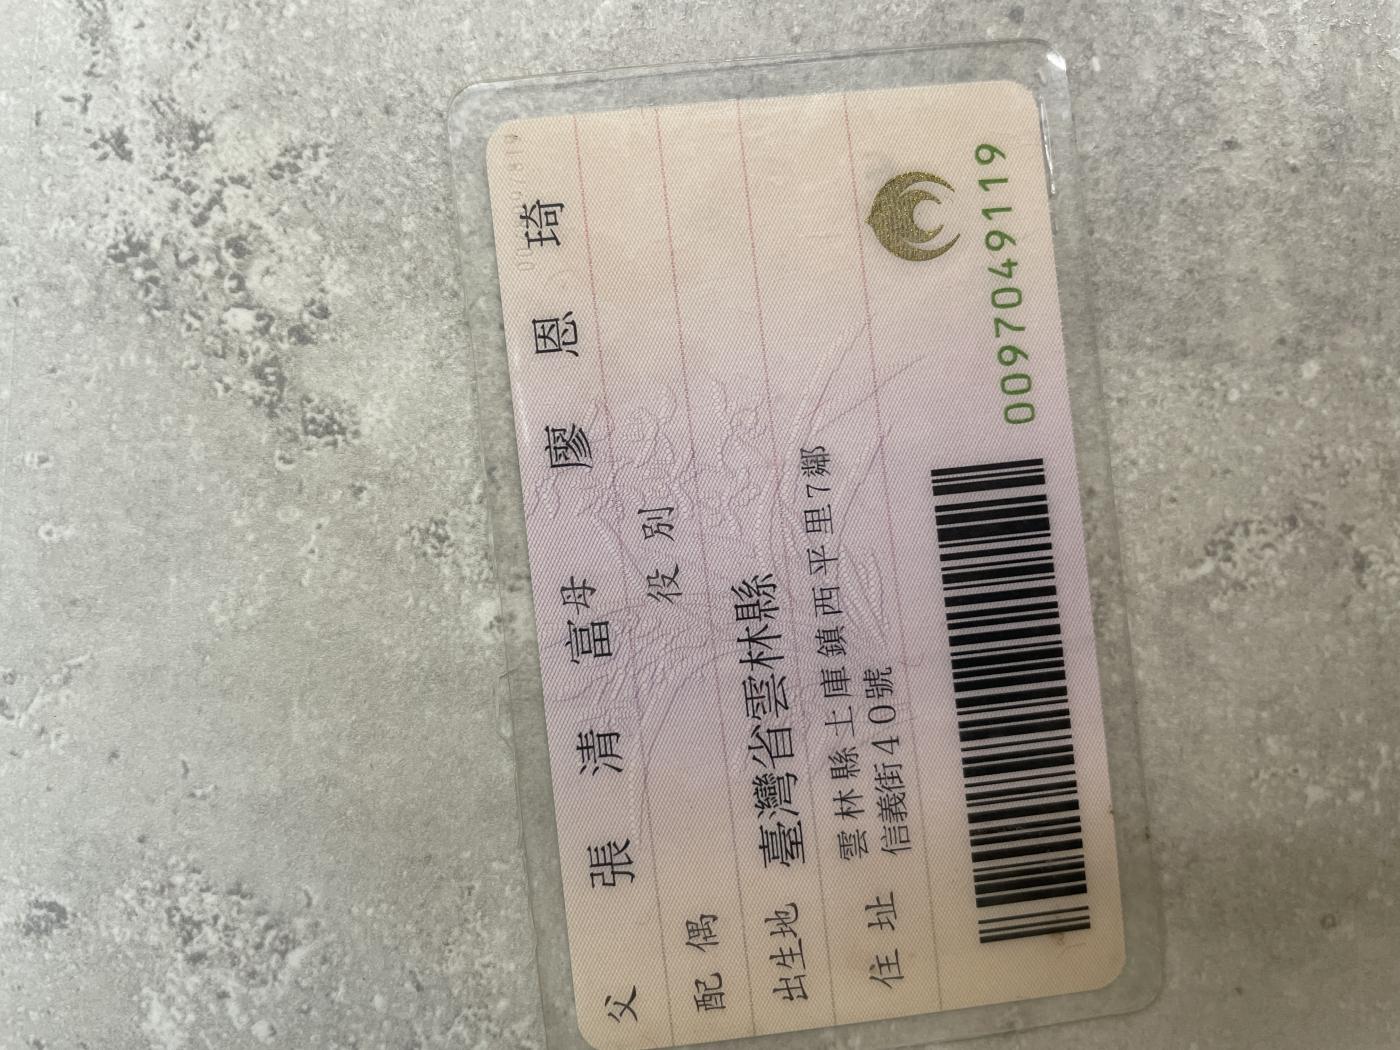 父 張清富 母 廖恩琦
配偶 役別
出生地 臺灣省雲林縣
住址 雲林縣土庫鎮西平里7鄰
信義街40號
0097049119